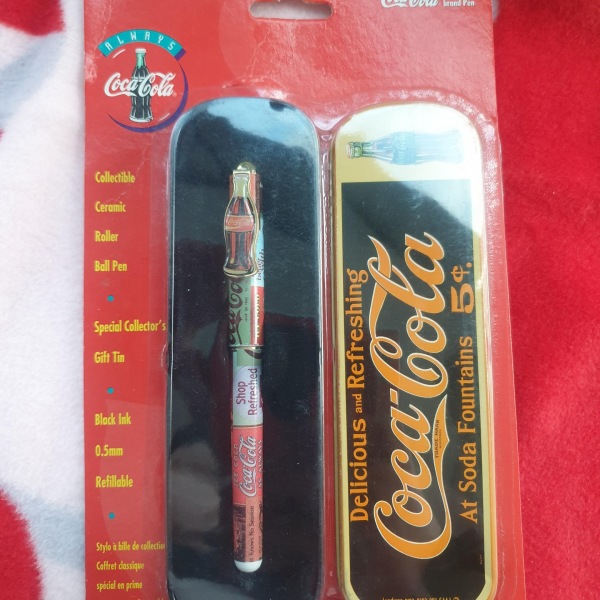 Coca-Cola
brand Pen
ALWAYS
Coca-Cola
Collectible
Ceramic
Roller
Ball Pen
Special Collector's
Gift Tin
Black Ink
0.5mm
Refillable
Stylo à bille de collection
Coffret classique
spécial en prime
Shop
Refreshed
Coca-Cola
Delicious and Refreshing
Coca-Cola
TRADE MARK
At Soda Fountains 5¢.